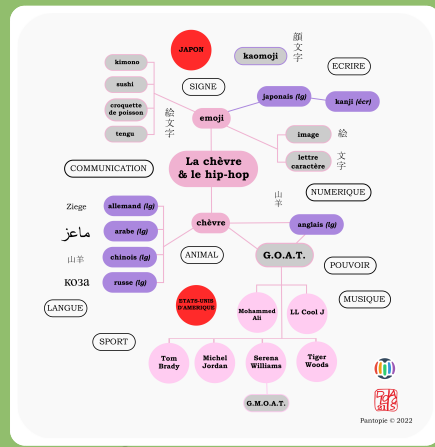 JAPON
kaomoji
顔文字
kimono
ECRIRE
sushi
SIGNE
japonais (lg)
kanji (écr)
croquette
de poisson
emoji
絵文字
tengu
image
絵
lettre
caractère
文字
La chèvre
& le hip-hop
COMMUNICATION
NUMERIQUE
山羊
Ziege
allemand (lg)
chèvre
anglais (lg)
ماعز
arabe (lg)
山羊
chinois (lg)
ANIMAL
G.O.A.T.
POUVOIR
коза
russe (lg)
LANGUE
ETATS-UNIS
D'AMERIQUE
Mohammed
Ali
LL Cool J
MUSIQUE
SPORT
Tom
Brady
Michel
Jordan
Serena
Williams
Tiger
Woods
G.M.O.A.T.
Pantopie © 2022